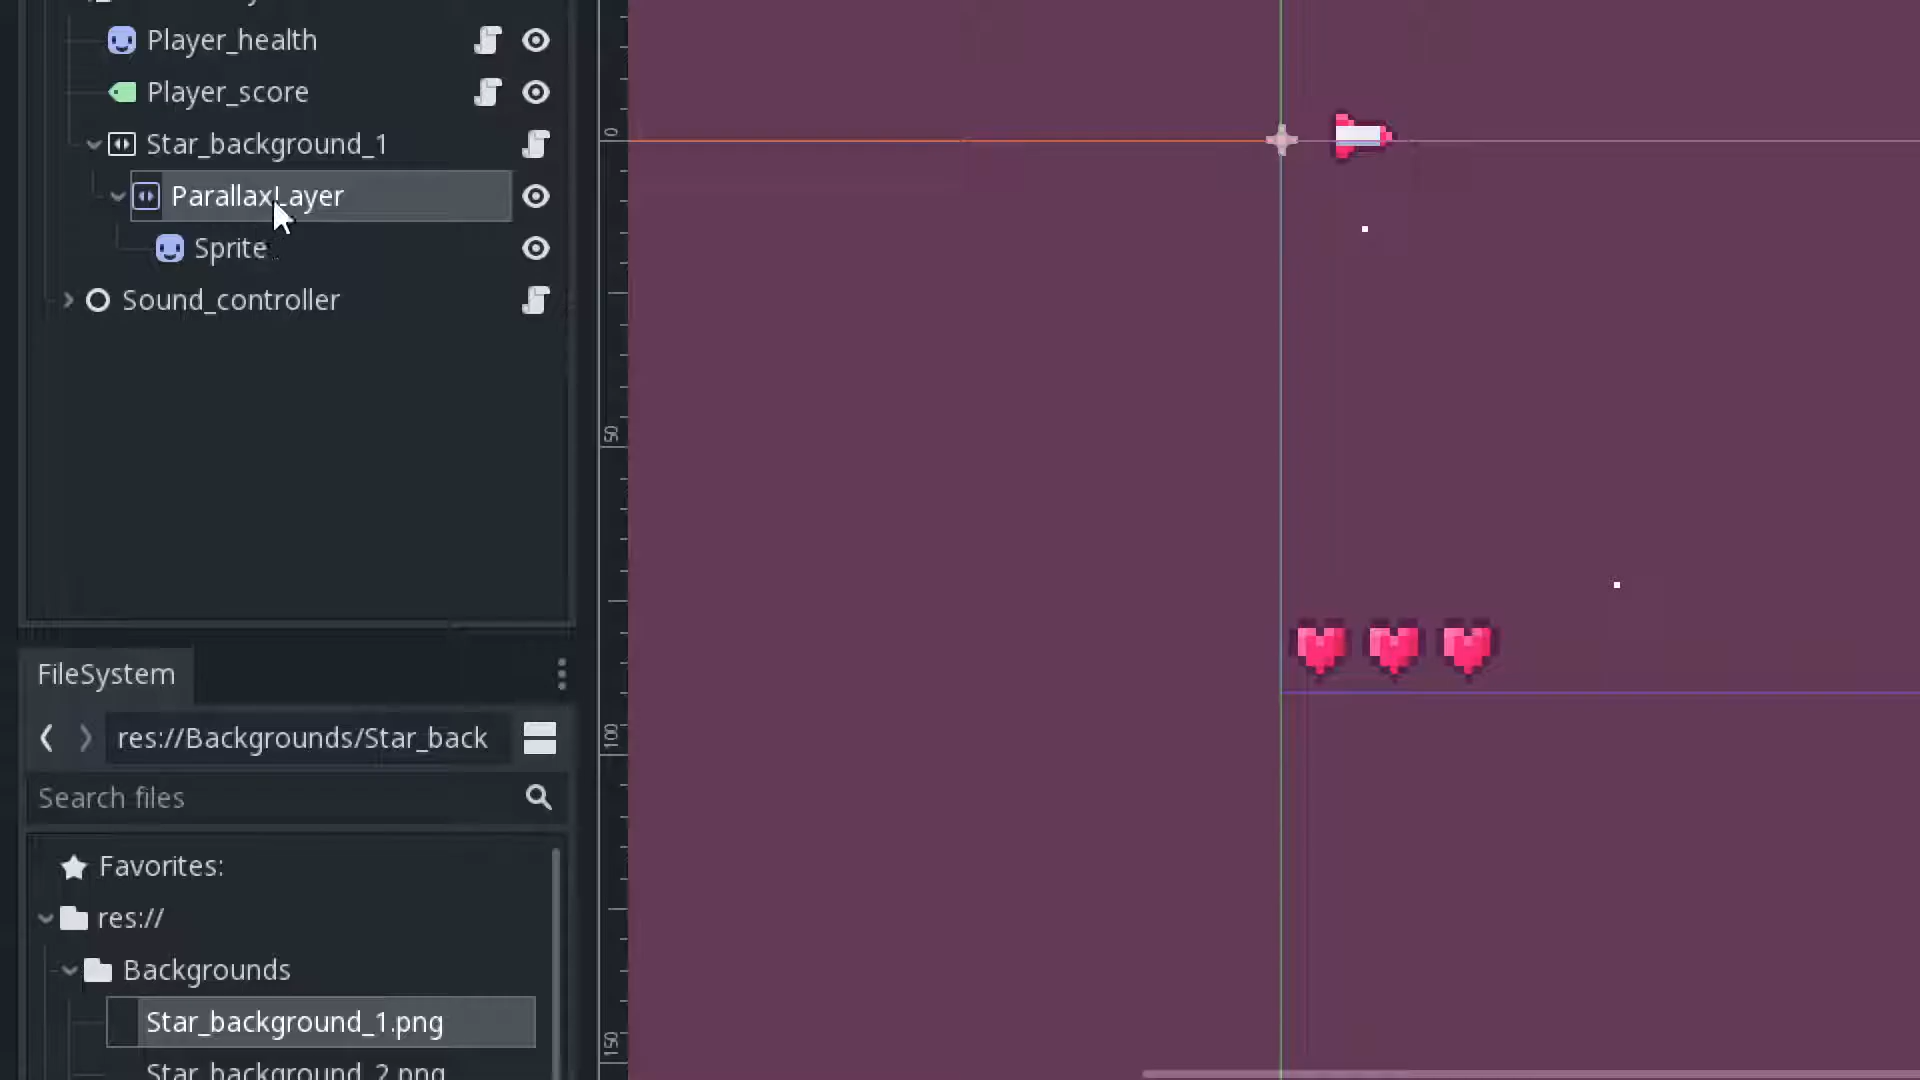 Player_health
Player_score
Star_background_1
ParallaxLayer
Sprite
Sound_controller
FileSystem
res://Backgrounds/Star_back
Search files
Favorites:
res://
Backgrounds
Star_background_1.png
Star_background_2.png
0
50
100
150